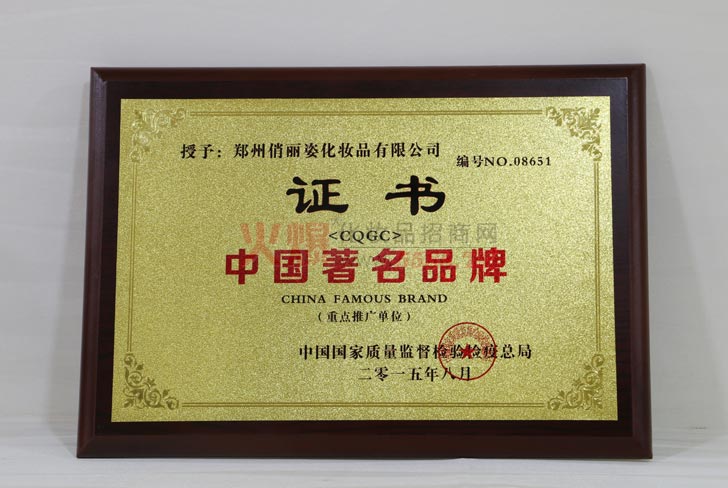 授予：郑州俏丽姿化妆品有限公司
编号NO.08651
证书
<CQGC>
中国著名品牌
CHINA FAMOUS BRAND
（重点推广单位）
中国国家质量监督检验检疫总局
二零一五年八月